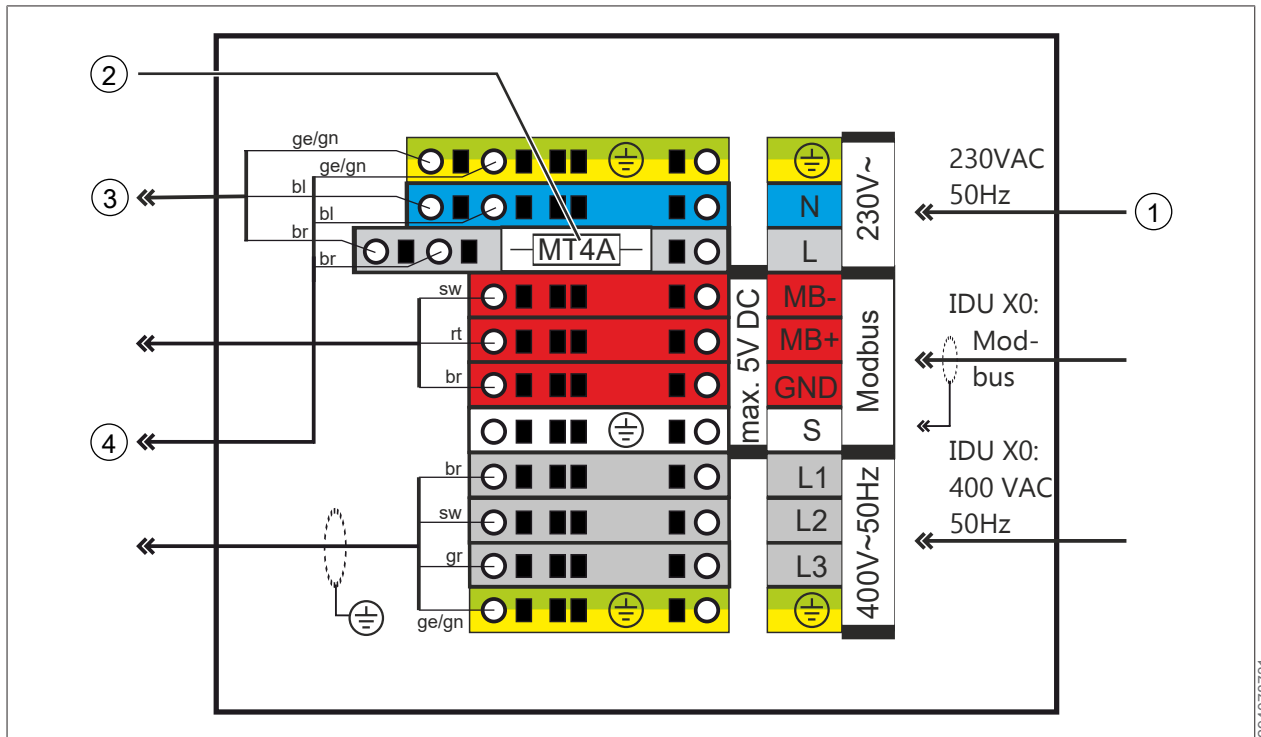 2
ge/gn
ge/gn
230V~
230VAC
50Hz
3
bl
bl
N
1
br
br
MT4A
L
sw
MB-
max. 5V DC
Modbus
IDU X0:
Mod-
bus
rt
MB+
br
GND
4
S
IDU X0:
400 VAC
50Hz
br
L1
400V~50Hz
sw
L2
gr
L3
ge/gn